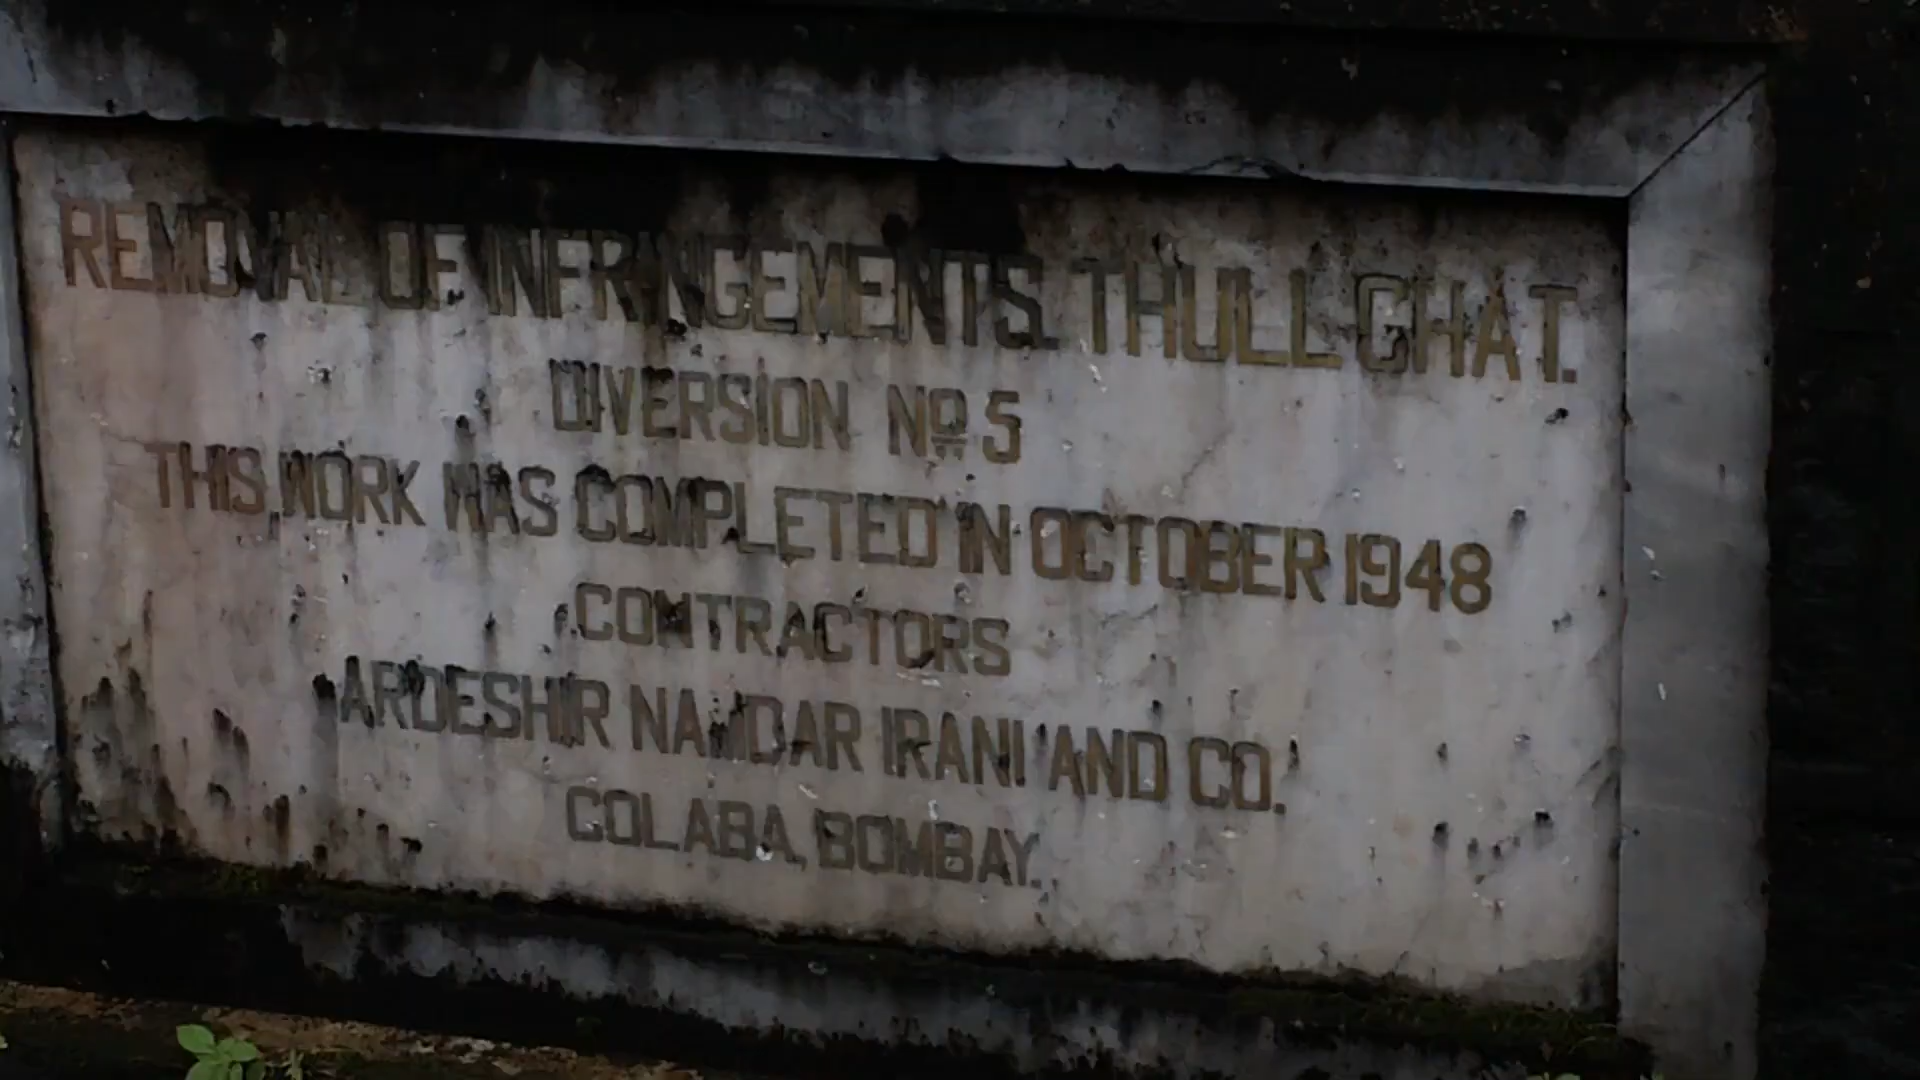 REMOVAL OF INFRINGEMENTS. THULL GHAT.
DIVERSION Nº 5
THIS WORK WAS COMPLETED IN OCTOBER 1948
CONTRACTORS
ARDESHIR NAMDAR IRANI AND CO.
COLABA, BOMBAY.